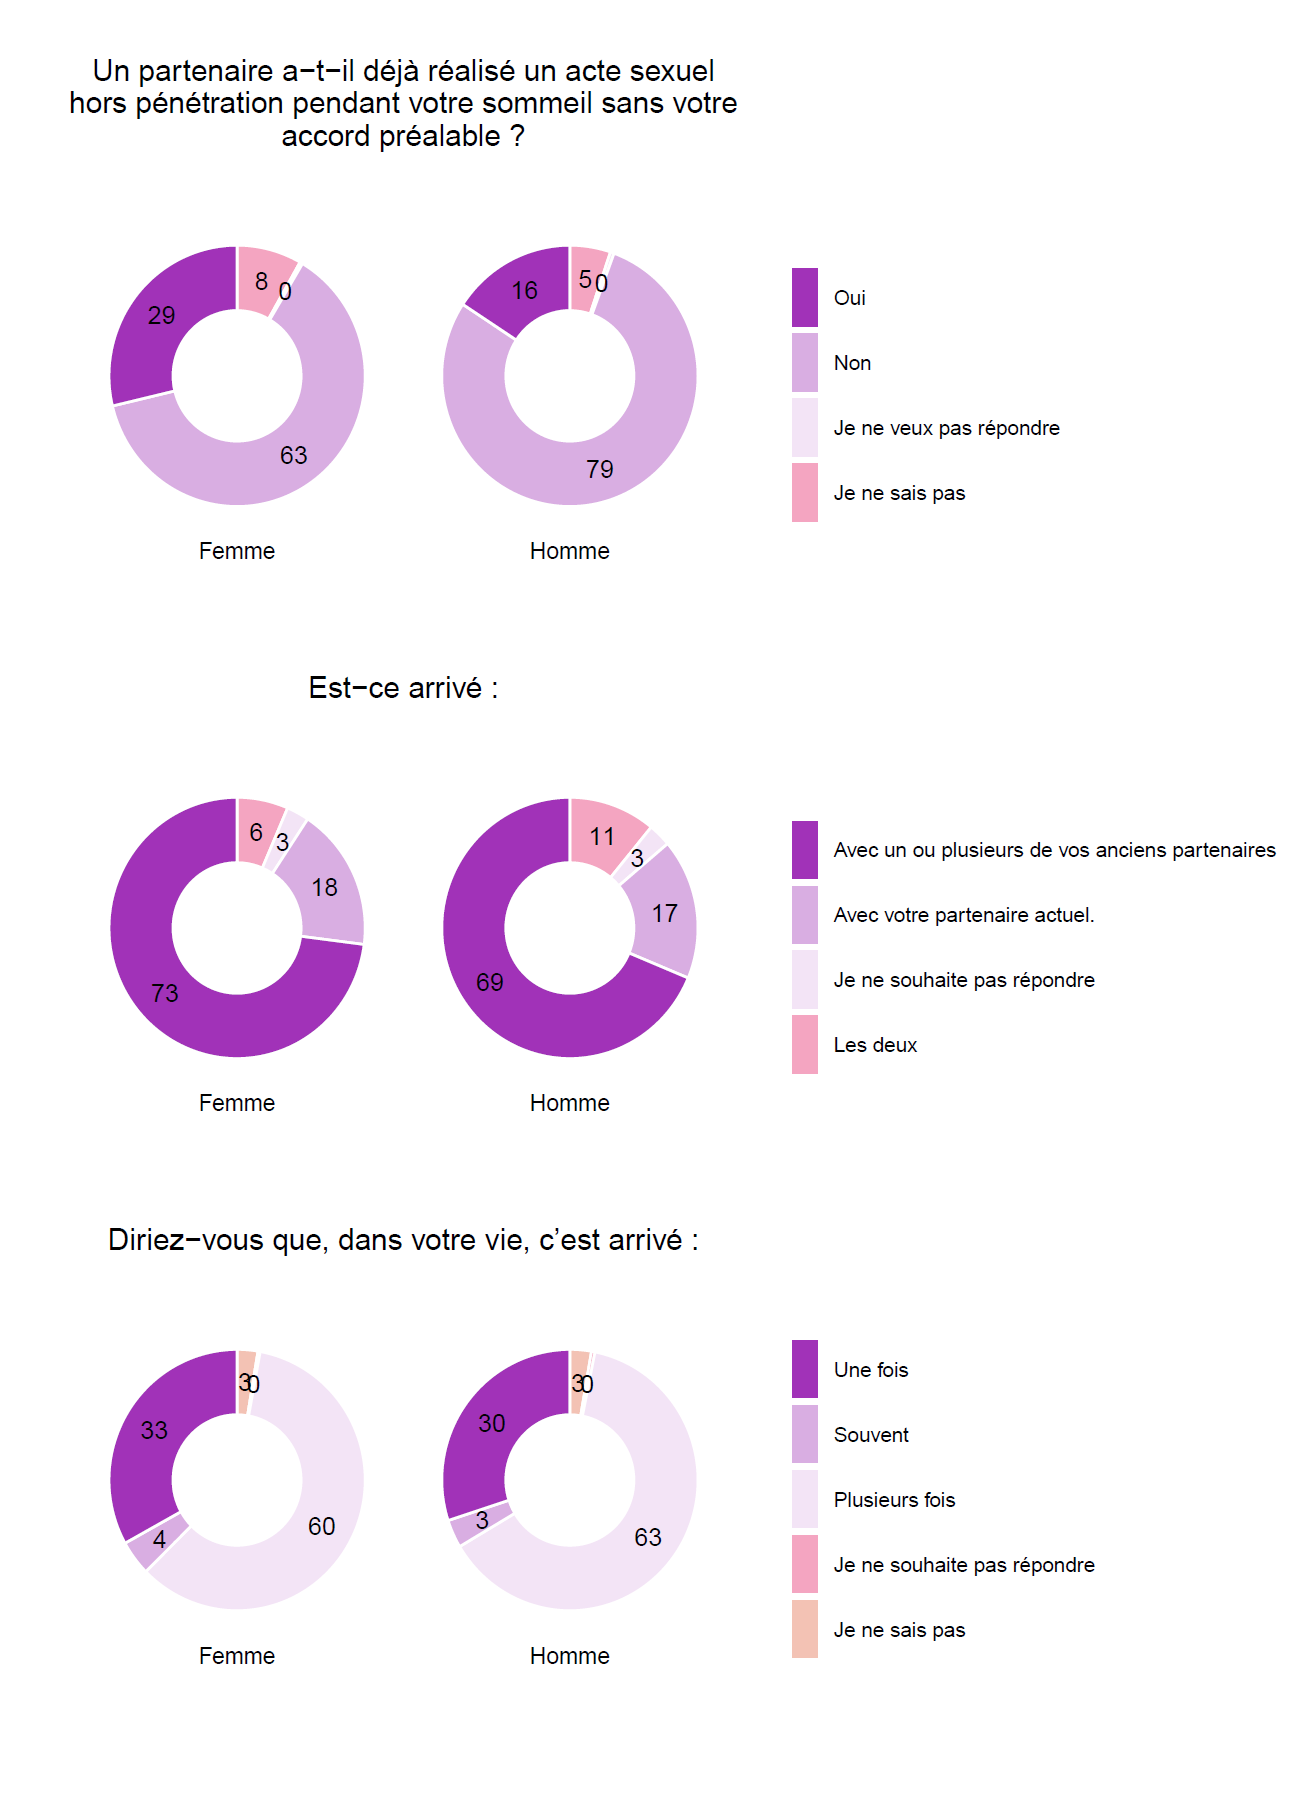 Un partenaire a−t−il déjà réalisé un acte sexuel
hors pénétration pendant votre sommeil sans votre
accord préalable ?
29
8
0
63
Femme
16
5
0
79
Homme
Oui
Non
Je ne veux pas répondre
Je ne sais pas
Est−ce arrivé :
6
3
18
73
Femme
11
3
17
69
Homme
Avec un ou plusieurs de vos anciens partenaires
Avec votre partenaire actuel.
Je ne souhaite pas répondre
Les deux
Diriez−vous que, dans votre vie, c’est arrivé :
3
0
33
4
60
Femme
3
0
30
3
63
Homme
Une fois
Souvent
Plusieurs fois
Je ne souhaite pas répondre
Je ne sais pas